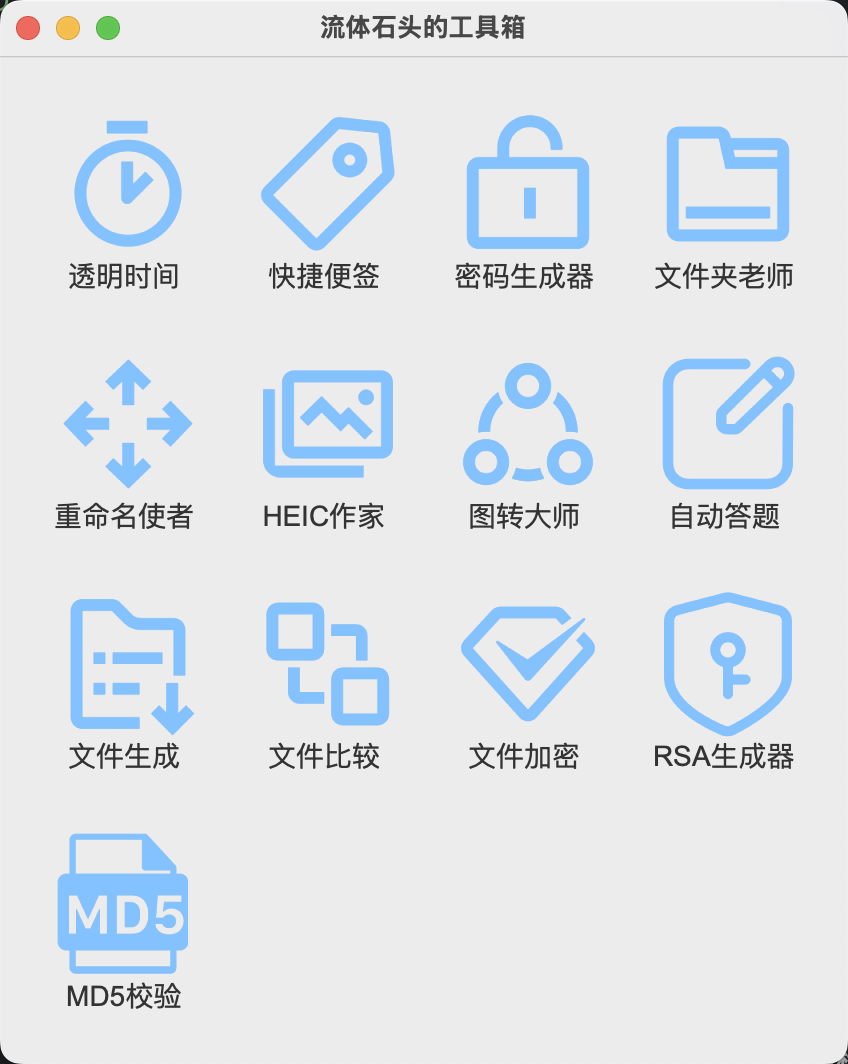 流体石头的工具箱
透明时间
快捷便签
密码生成器
文件夹老师
重命名使者
HEIC作家
图转大师
自动答题
文件生成
文件比较
文件加密
RSA生成器
MD5
MD5校验